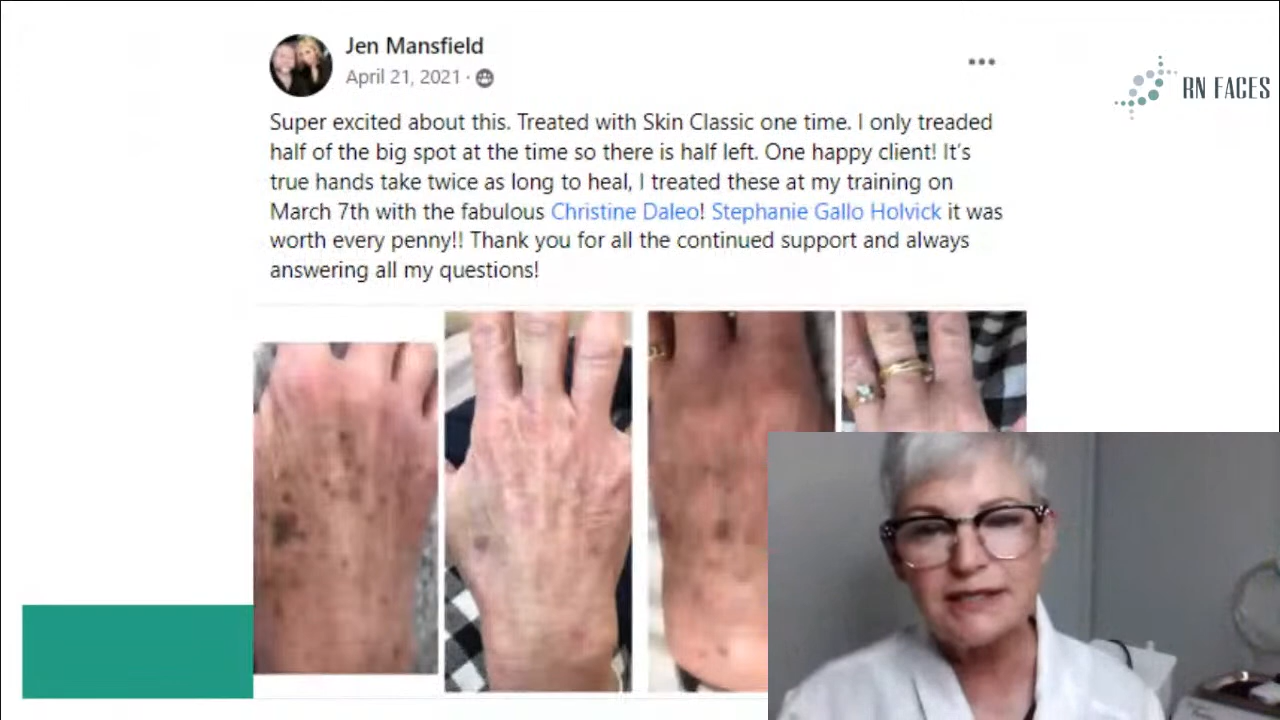 Jen Mansfield
April 21, 2021 ·
RN FACES
Super excited about this. Treated with Skin Classic one time. I only treaded
half of the big spot at the time so there is half left. One happy client! It's
true hands take twice as long to heal, I treated these at my training on
March 7th with the fabulous Christine Daleo! Stephanie Gallo Holvick it was
worth every penny!! Thank you for all the continued support and always
answering all my questions!